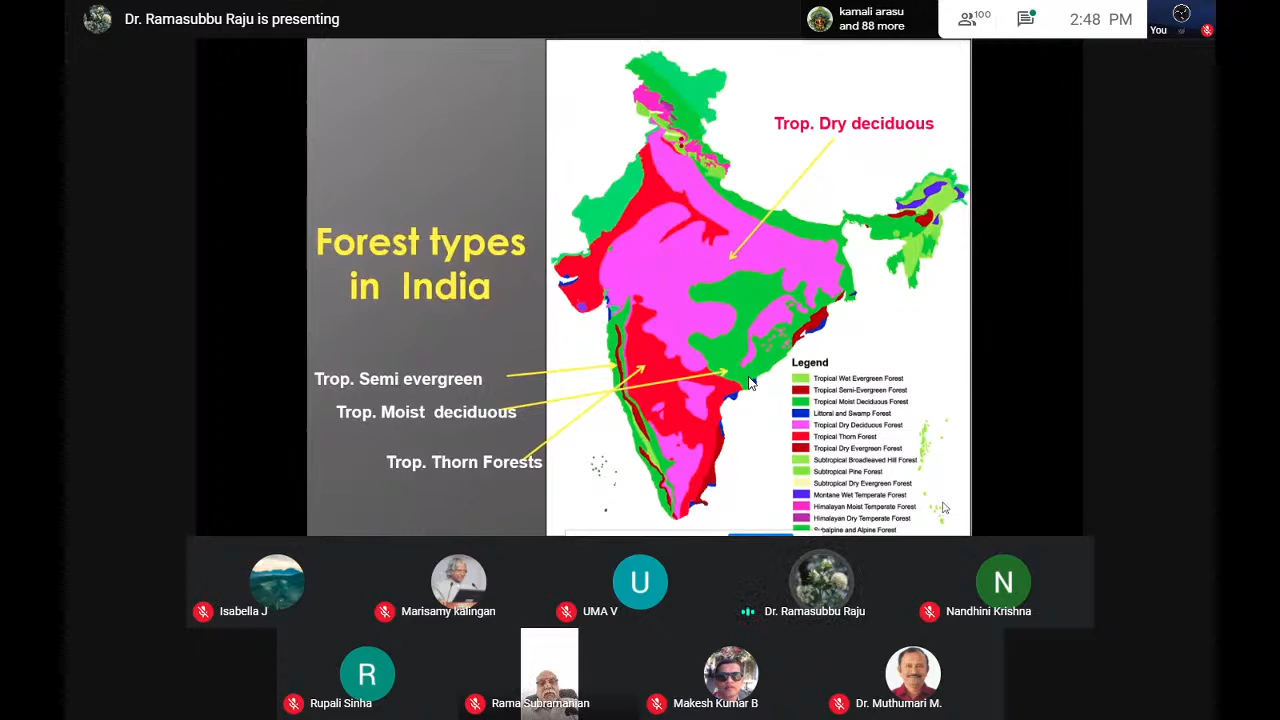 Dr. Ramasubbu Raju is presenting
kamali arasu
and 88 more
100
2:48 PM
You
Trop. Dry deciduous
Forest types
in India
Trop. Semi evergreen
Trop. Moist deciduous
Trop. Thorn Forests
Legend
Tropical Wet Evergreen Forest
Tropical Semi-Evergreen Forest
Tropical Moist Deciduous Forest
Littoral and Swamp Forest
Tropical Dry Deciduous Forest
Tropical Thorn Forest
Tropical Dry Evergreen Forest
Subtropical Broadleaved Hill Forest
Subtropical Pine Forest
Subtropical Dry Evergreen Forest
Montane Wet Temperate Forest
Himalayan Moist Temperate Forest
Himalayan Dry Temperate Forest
Subalpine and Alpine Forest
Isabella J
Marisamy kalingan
U
UMA V
Dr. Ramasubbu Raju
N
Nandhini Krishna
R
Rupali Sinha
Rama Subramanian
Makesh Kumar B
Dr. Muthumari M.